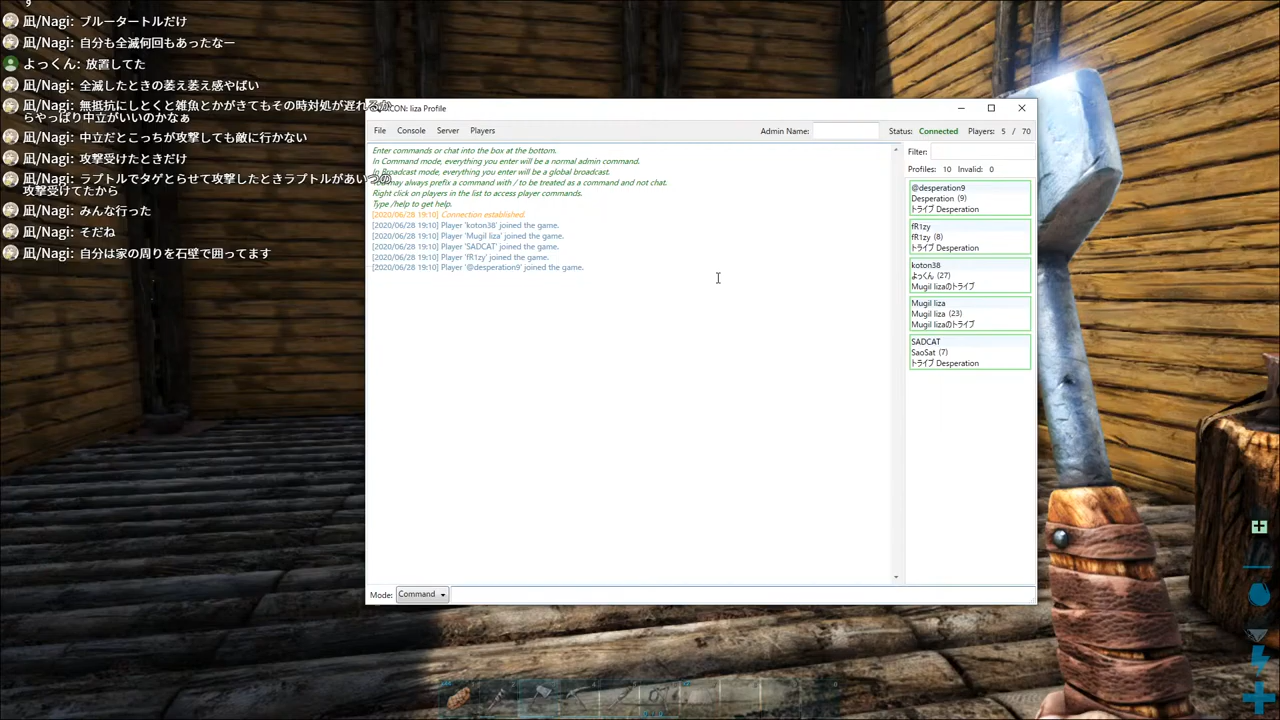 9
凪/Nagi: ブルータートルだけ
凪/Nagi: 自分も全滅何回もあったなー
よっくん: 放置してた
凪/Nagi: 全滅したときの萎え萎え感やばい
凪/Nagi: 無抵抗にしとくと雑魚とかがきてもその時対処が遅れるか
らやっぱり中立がいいのかなぁ
凪/Nagi: 中立だとこっちが攻撃しても敵に行かない
凪/Nagi: 攻撃受けたときだけ
凪/Nagi: ラプトルでタゲとらせて攻撃したときラプトルがあいつの
攻撃受けてたから
凪/Nagi: みんな行った
凪/Nagi: そだね
凪/Nagi: 自分は家の周りを石壁で囲ってます
CON: liza Profile
File Console Server Players
Admin Name:
Status: Connected Players: 5 / 70
Enter commands or chat into the box at the bottom.
In Command mode, everything you enter will be a normal admin command.
In Broadcast mode, everything you enter will be a global broadcast.
may always prefix a command with / to be treated as a command and not chat.
Right click on players in the list to access player commands.
Type /help to get help.
[2020/06/28 19:10] Connection established.
[2020/06/28 19:10] Player 'koton38' joined the game.
[2020/06/28 19:10] Player 'Mugil liza' joined the game.
[2020/06/28 19:10] Player 'SADCAT' joined the game.
[2020/06/28 19:10] Player 'fR1zy' joined the game.
[2020/06/28 19:10] Player '@desperation9' joined the game.
Filter:
Profiles: 10 Invalid: 0
@desperation9
Desperation (9)
トライブ Desperation
fR1zy
fR1zy (8)
トライブ Desperation
koton38
よっくん (27)
Mugil lizaのトライブ
Mugil liza
Mugil liza (23)
Mugil lizaのトライブ
SADCAT
SaoSat (7)
トライブ Desperation
Mode: Command